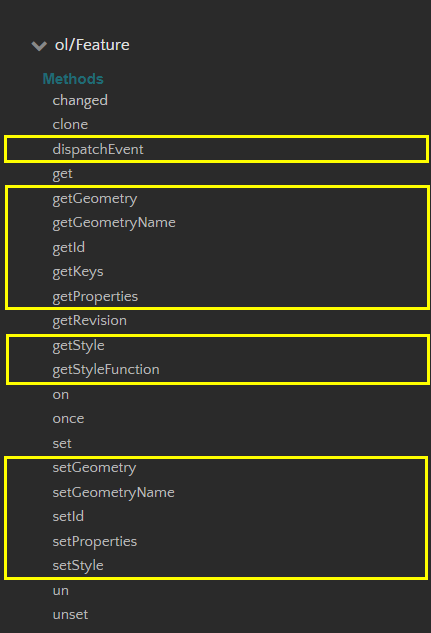 ol/Feature
Methods
changed
clone
dispatchEvent
get
getGeometry
getGeometryName
getId
getKeys
getProperties
getRevision
getStyle
getStyleFunction
on
once
set
setGeometry
setGeometryName
setId
setProperties
setStyle
un
unset